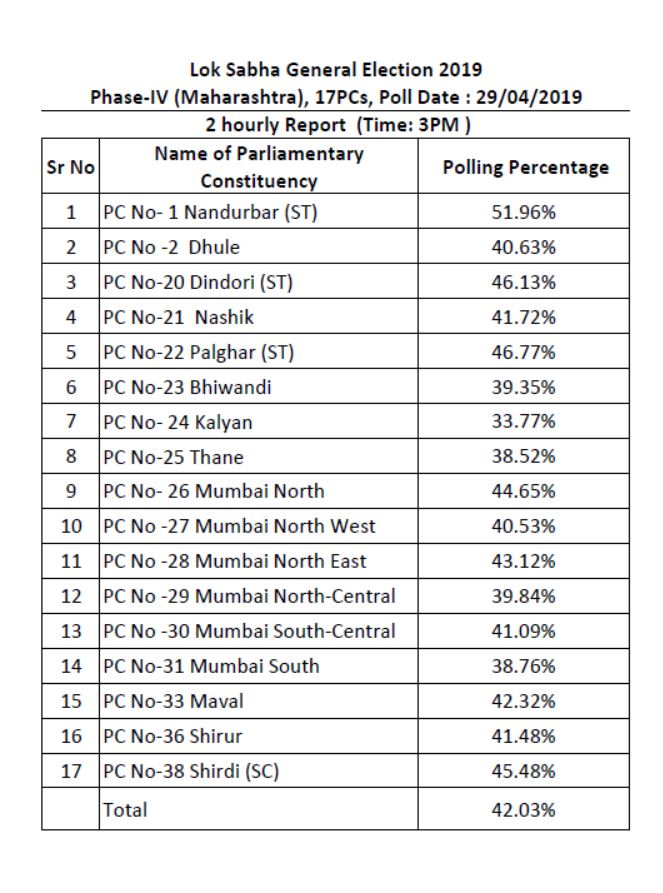 Lok Sabha General Election 2019
Phase-IV (Maharashtra), 17PCs, Poll Date : 29/04/2019
2 hourly Report (Time: 3PM )
Sr No Name of Parliamentary Constituency Polling Percentage
1 PC No- 1 Nandurbar (ST) 51.96%
2 PC No -2 Dhule 40.63%
3 PC No-20 Dindori (ST) 46.13%
4 PC No-21 Nashik 41.72%
5 PC No-22 Palghar (ST) 46.77%
6 PC No-23 Bhiwandi 39.35%
7 PC No- 24 Kalyan 33.77%
8 PC No-25 Thane 38.52%
9 PC No- 26 Mumbai North 44.65%
10 PC No -27 Mumbai North West 40.53%
11 PC No -28 Mumbai North East 43.12%
12 PC No -29 Mumbai North-Central 39.84%
13 PC No -30 Mumbai South-Central 41.09%
14 PC No-31 Mumbai South 38.76%
15 PC No-33 Maval 42.32%
16 PC No-36 Shirur 41.48%
17 PC No-38 Shirdi (SC) 45.48%
Total 42.03%